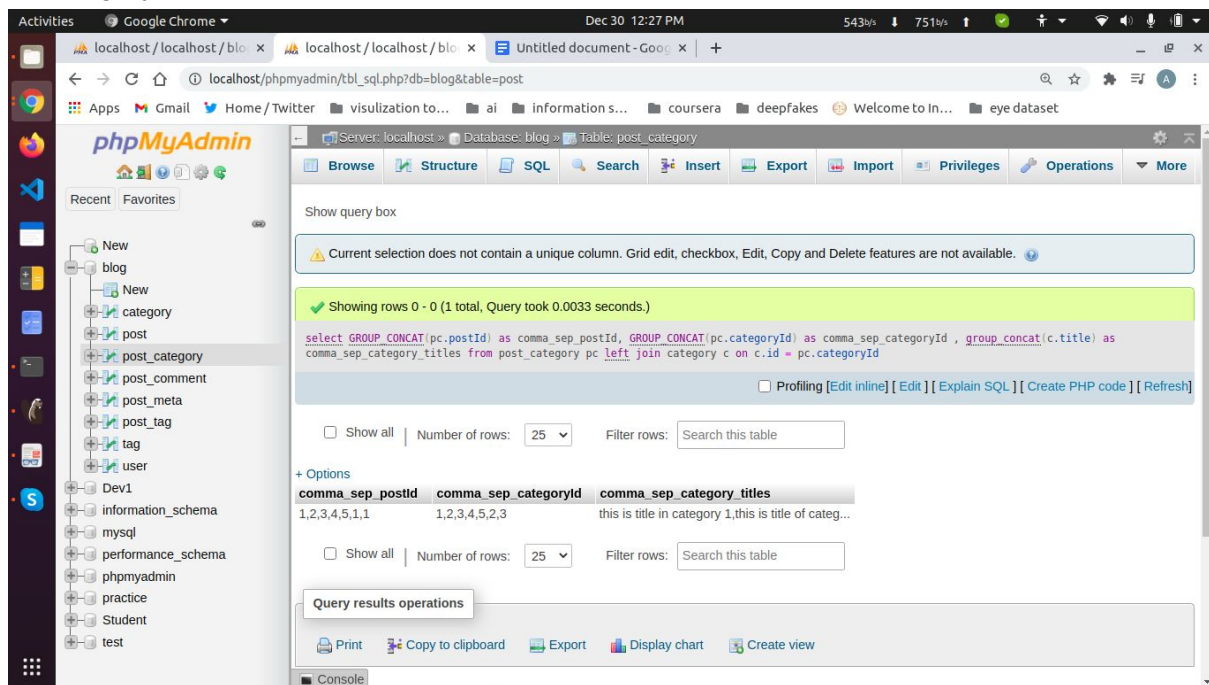 Activities Google Chrome Dec 30 12:27 PM 543b/s 751b/s
localhost / localhost / blo × localhost / localhost / blo × Untitled document - Goog × +
localhost/phpmyadmin/tbl_sql.php?db=blog&table=post A
Apps Gmail Home / Twitter visulization to... ai information s... coursera deepfakes Welcome to In... eye dataset
phpMyAdmin
Recent Favorites
New
blog
New
category
post
post_category
post_comment
post_meta
post_tag
tag
user
Dev1
information_schema
mysql
performance_schema
phpmyadmin
practice
Student
test
Server: localhost » Database: blog » Table: post_category
Browse Structure SQL Search Insert Export Import Privileges Operations More
Show query box
Current selection does not contain a unique column. Grid edit, checkbox, Edit, Copy and Delete features are not available.
Showing rows 0 - 0 (1 total, Query took 0.0033 seconds.)
select GROUP_CONCAT(pc.postId) as comma_sep_postId, GROUP_CONCAT(pc.categoryId) as comma_sep_categoryId , group_concat(c.title) as
comma_sep_category_titles from post_category pc left join category c on c.id = pc.categoryId
Profiling [Edit inline] [ Edit ] [ Explain SQL ] [ Create PHP code ] [ Refresh]
Show all | Number of rows: 25 Filter rows: Search this table
+ Options
comma_sep_postId comma_sep_categoryId comma_sep_category_titles
1,2,3,4,5,1,1 1,2,3,4,5,2,3 this is title in category 1,this is title of categ...
Show all | Number of rows: 25 Filter rows: Search this table
Query results operations
Print Copy to clipboard Export Display chart Create view
Console